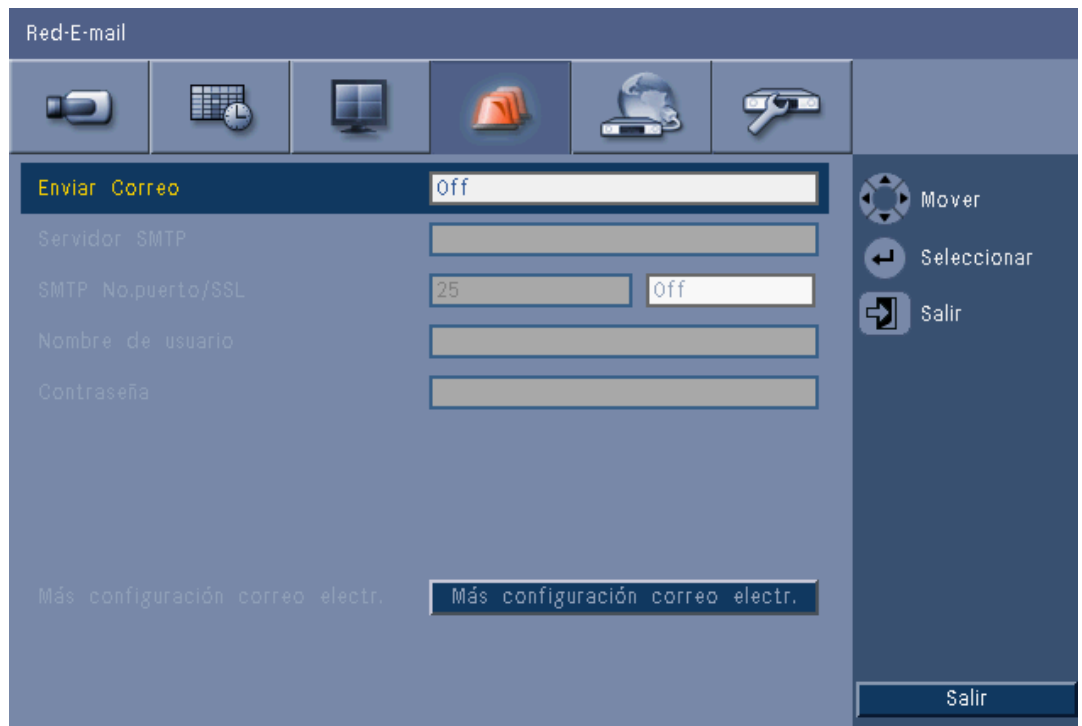 Red-E-mail
Enviar Correo Off
Servidor SMTP
SMTP No.puerto/SSL 25 Off
Nombre de usuario
Contraseña
Más configuración correo electr. Más configuración correo electr.
Mover
Seleccionar
Salir
Salir